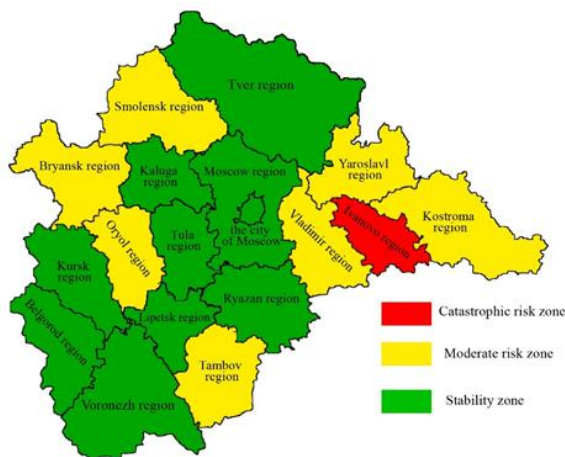 Tver region
Smolensk region
Bryansk region
Kaluga
region
Moscow region
Yaroslavl
region
Kostroma
region
Ivanovo region
Vladimir region
the city
of Moscow
Tula
region
Oryol region
Kursk
region
Ryazan region
Lipetsk region
Belgorod region
Tambov
region
Voronezh region
Catastrophic risk zone
Moderate risk zone
Stability zone